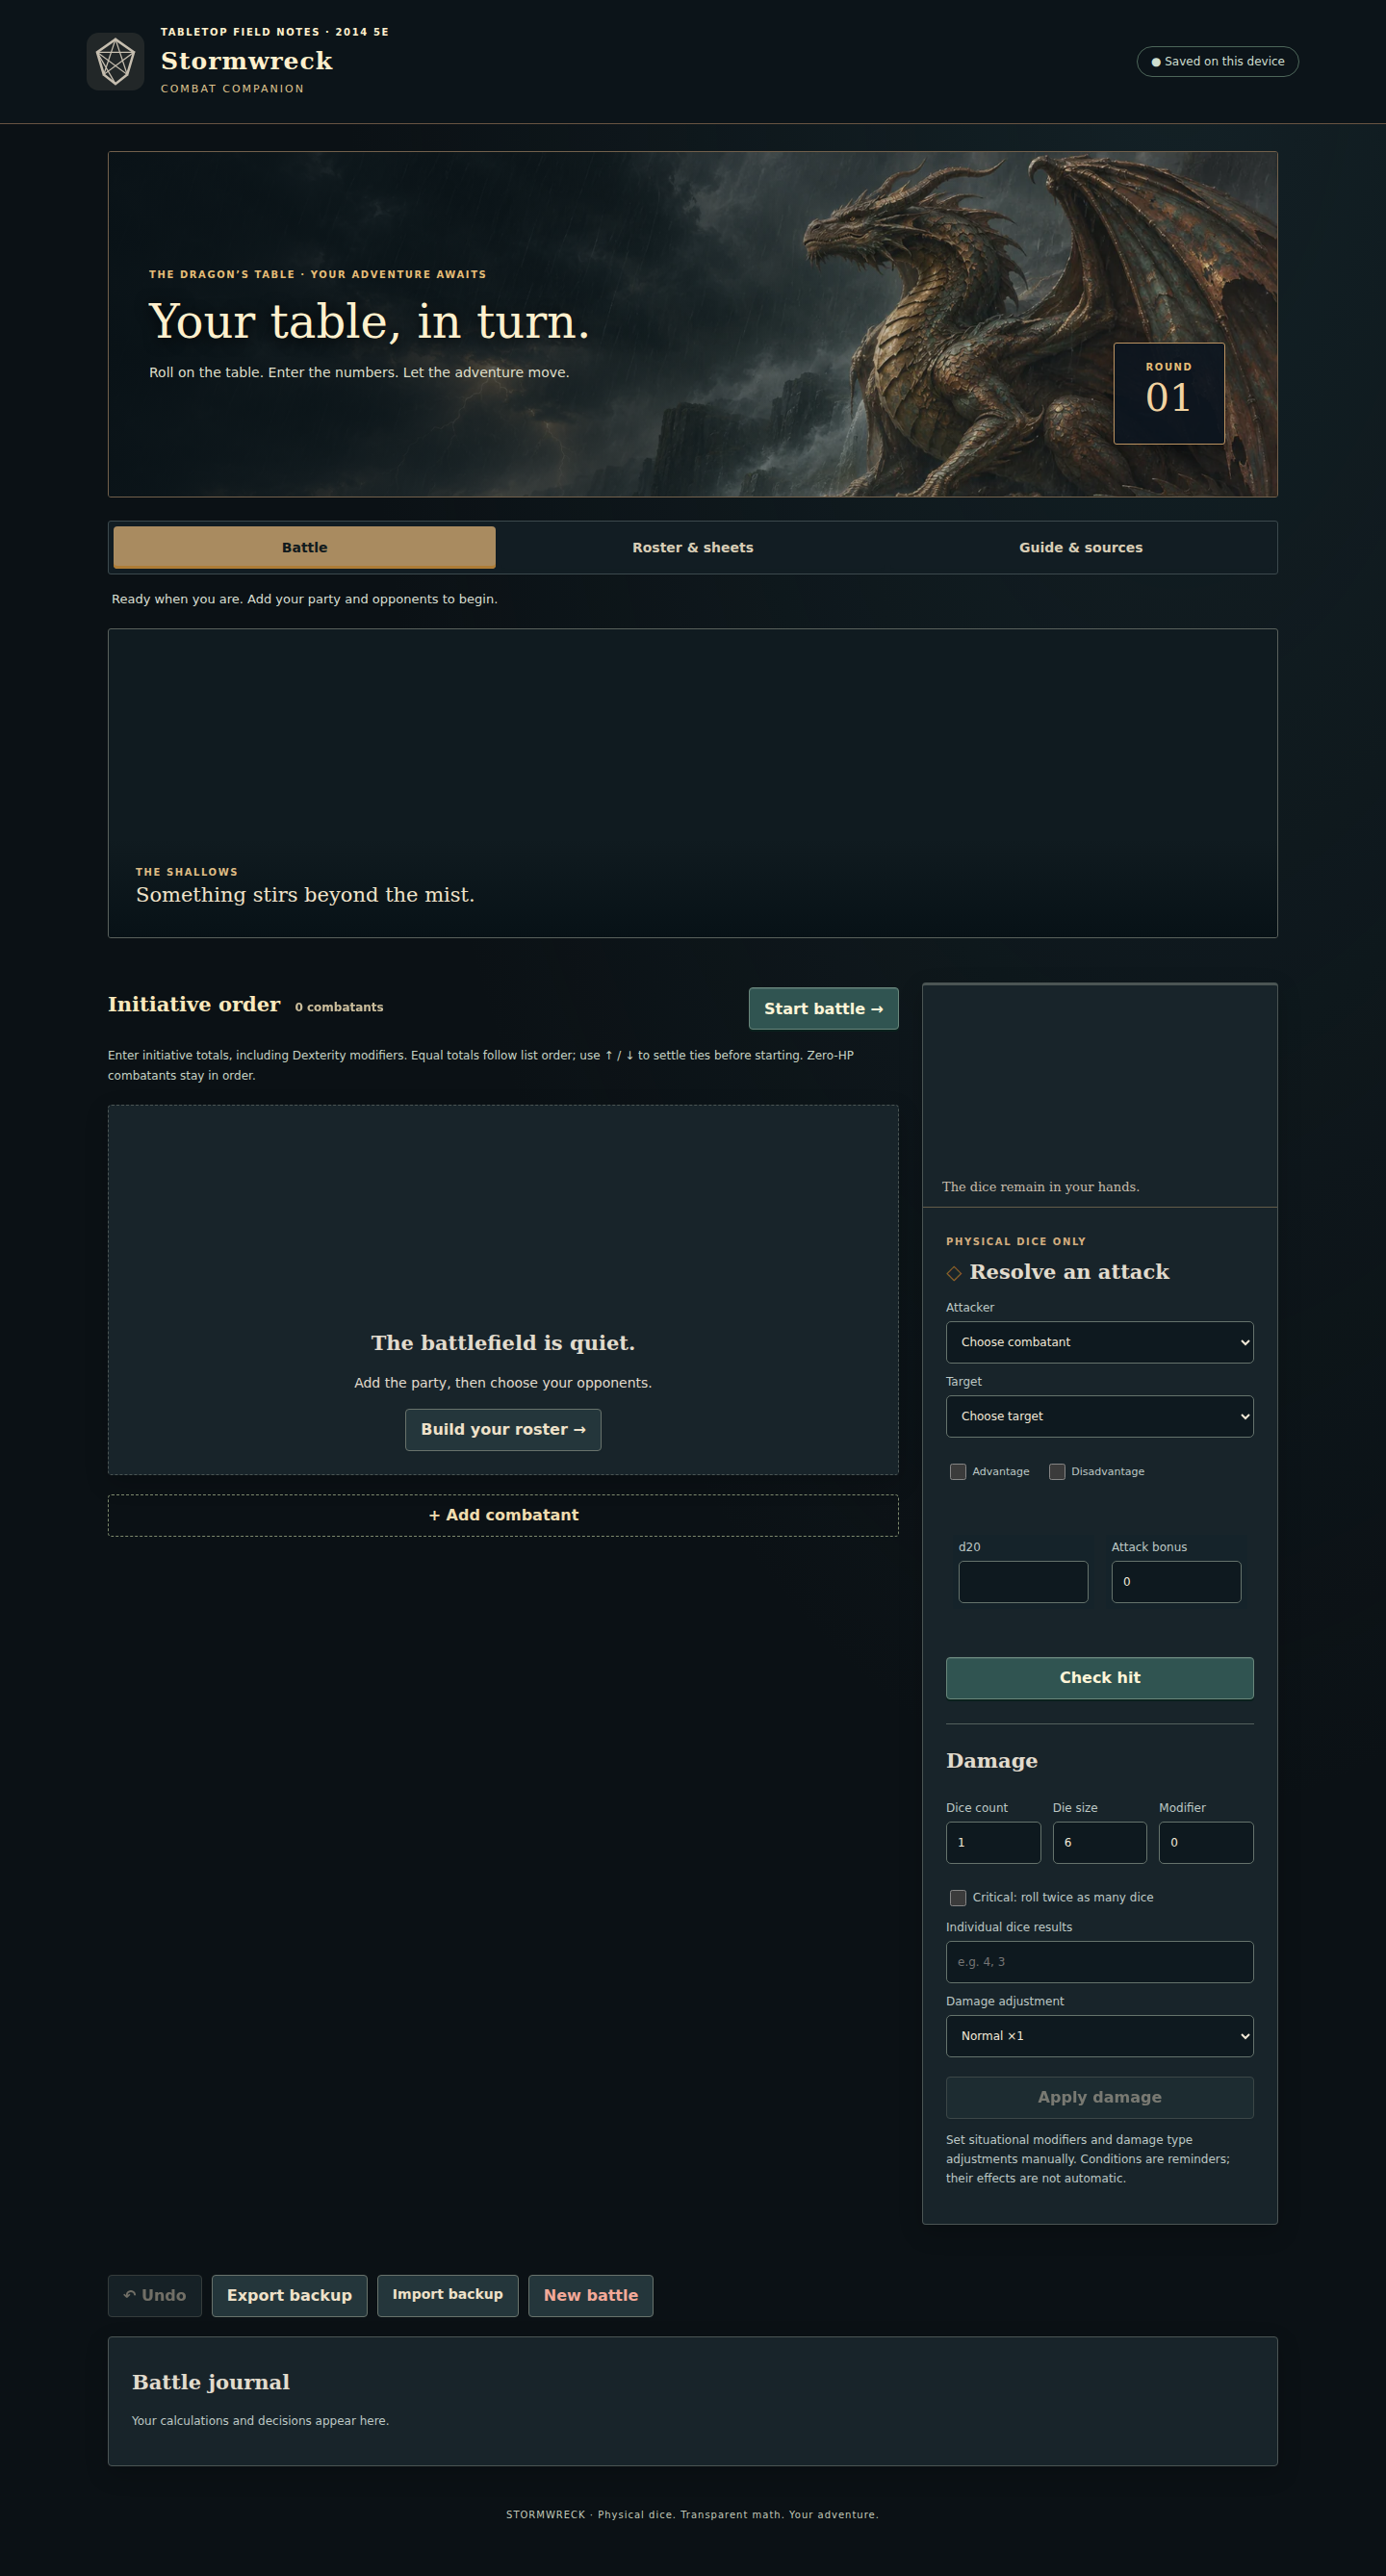 TABLETOP FIELD NOTES · 2014 5E
Stormwreck
COMBAT COMPANION
● Saved on this device
THE DRAGON’S TABLE · YOUR ADVENTURE AWAITS
Your table, in turn.
Roll on the table. Enter the numbers. Let the adventure move.
ROUND
01
Battle
Roster & sheets
Guide & sources
Ready when you are. Add your party and opponents to begin.
THE SHALLOWS
Something stirs beyond the mist.
Initiative order
0 combatants
Start battle →
Enter initiative totals, including Dexterity modifiers. Equal totals follow list order; use ↑ / ↓ to settle ties before starting. Zero-HP
combatants stay in order.
The battlefield is quiet.
Add the party, then choose your opponents.
Build your roster →
+ Add combatant
The dice remain in your hands.
PHYSICAL DICE ONLY
◇ Resolve an attack
Attacker
Choose combatant
Target
Choose target
Advantage
Disadvantage
d20
Attack bonus
0
Check hit
Damage
Dice count
Die size
Modifier
1
6
0
Critical: roll twice as many dice
Individual dice results
e.g. 4, 3
Damage adjustment
Normal ×1
Apply damage
Set situational modifiers and damage type
adjustments manually. Conditions are reminders;
their effects are not automatic.
↶ Undo
Export backup
Import backup
New battle
Battle journal
Your calculations and decisions appear here.
STORMWRECK · Physical dice. Transparent math. Your adventure.